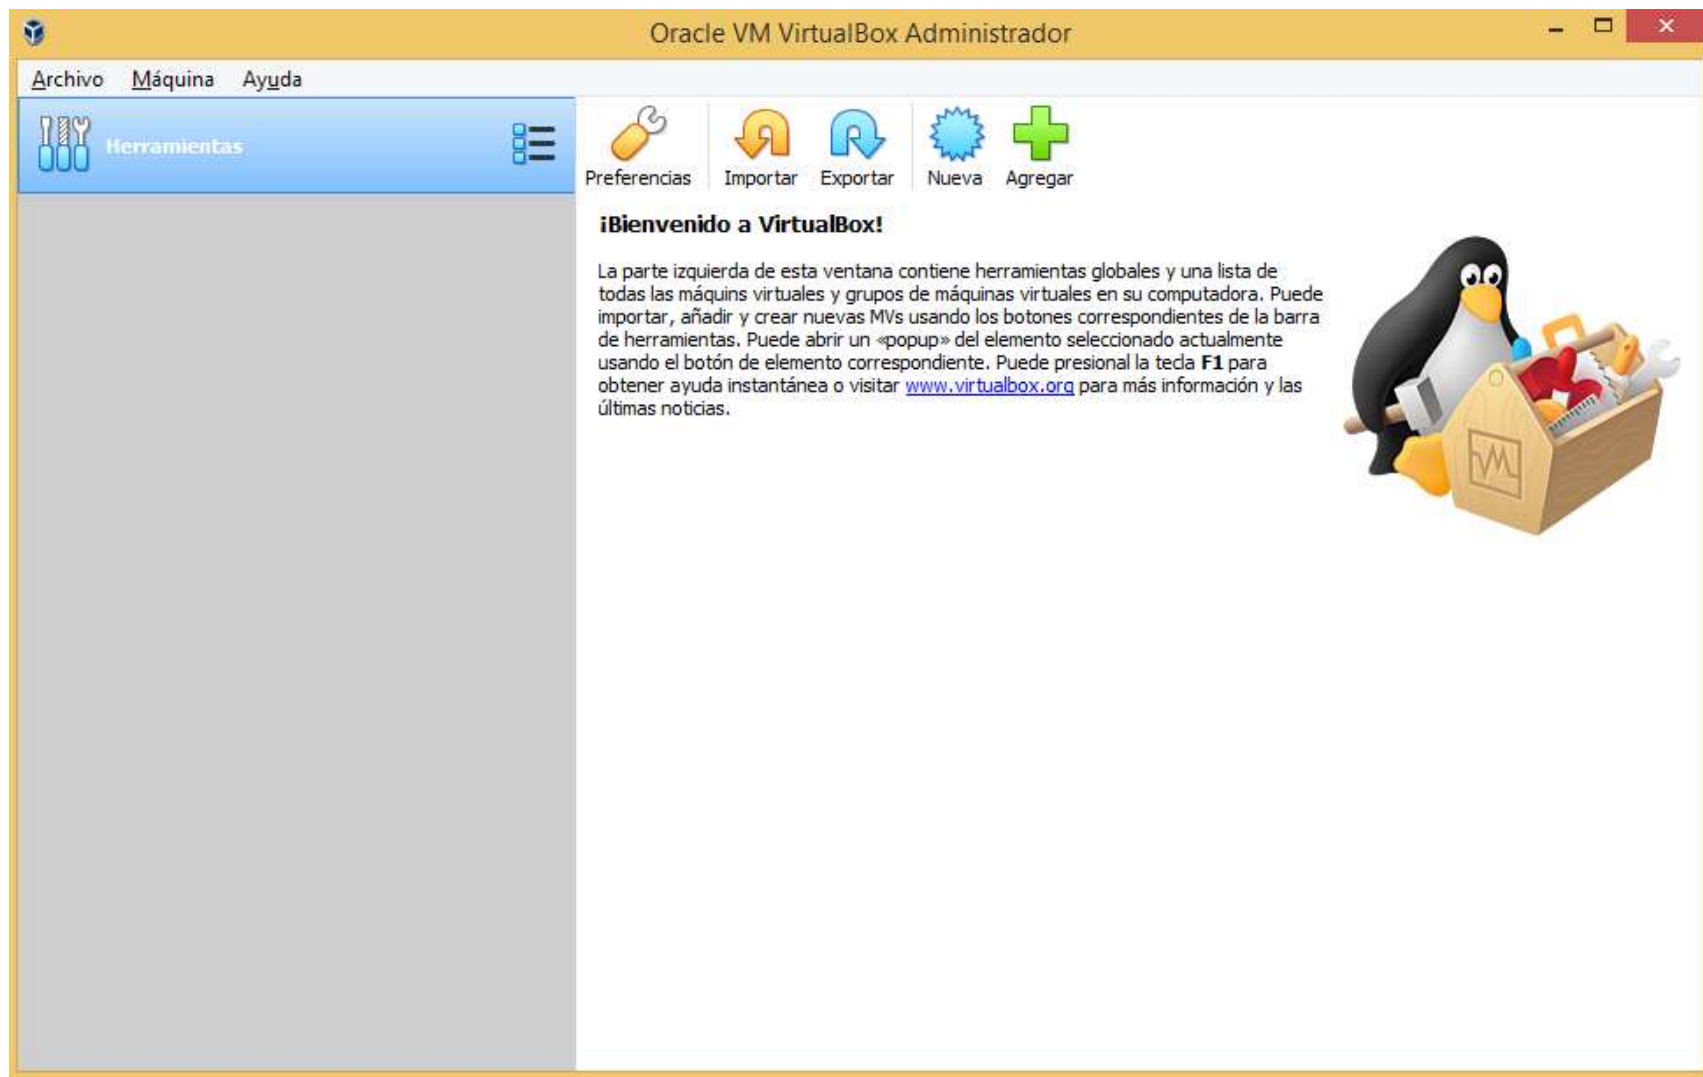 Oracle VM VirtualBox Administrador
Archivo Máquina Ayuda
Herramientas
Preferencias Importar Exportar Nueva Agregar
¡Bienvenido a VirtualBox!
La parte izquierda de esta ventana contiene herramientas globales y una lista de
todas las máquins virtuales y grupos de máquinas virtuales en su computadora. Puede
importar, añadir y crear nuevas MVs usando los botones correspondientes de la barra
de herramientas. Puede abrir un «popup» del elemento seleccionado actualmente
usando el botón de elemento correspondiente. Puede presional la tecla F1 para
obtener ayuda instantánea o visitar www.virtualbox.org para más información y las
últimas noticias.